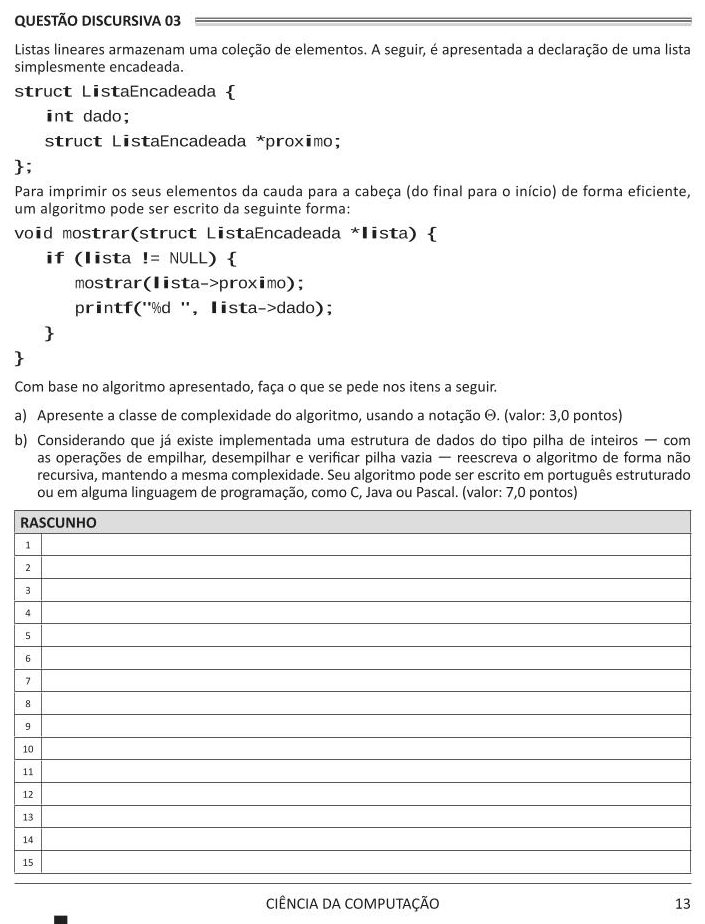 QUESTÃO DISCURSIVA 03
Listas lineares armazenam uma coleção de elementos. A seguir, é apresentada a declaração de uma lista
simplesmente encadeada.
struct ListaEncadeada {
int dado;
struct ListaEncadeada *proximo;
};
Para imprimir os seus elementos da cauda para a cabeça (do final para o início) de forma eficiente,
um algoritmo pode ser escrito da seguinte forma:
void mostrar(struct ListaEncadeada *lista) {
if (lista != NULL) {
mostrar(lista->proximo);
printf("%d ", lista->dado);
}
}
Com base no algoritmo apresentado, faça o que se pede nos itens a seguir.
a) Apresente a classe de complexidade do algoritmo, usando a notação Θ. (valor: 3,0 pontos)
b) Considerando que já existe implementada uma estrutura de dados do tipo pilha de inteiros — com
as operações de empilhar, desempilhar e verificar pilha vazia — reescreva o algoritmo de forma não
recursiva, mantendo a mesma complexidade. Seu algoritmo pode ser escrito em português estruturado
ou em alguma linguagem de programação, como C, Java ou Pascal. (valor: 7,0 pontos)
RASCUNHO
1
2
3
4
5
6
7
8
9
10
11
12
13
14
15
CIÊNCIA DA COMPUTAÇÃO 13